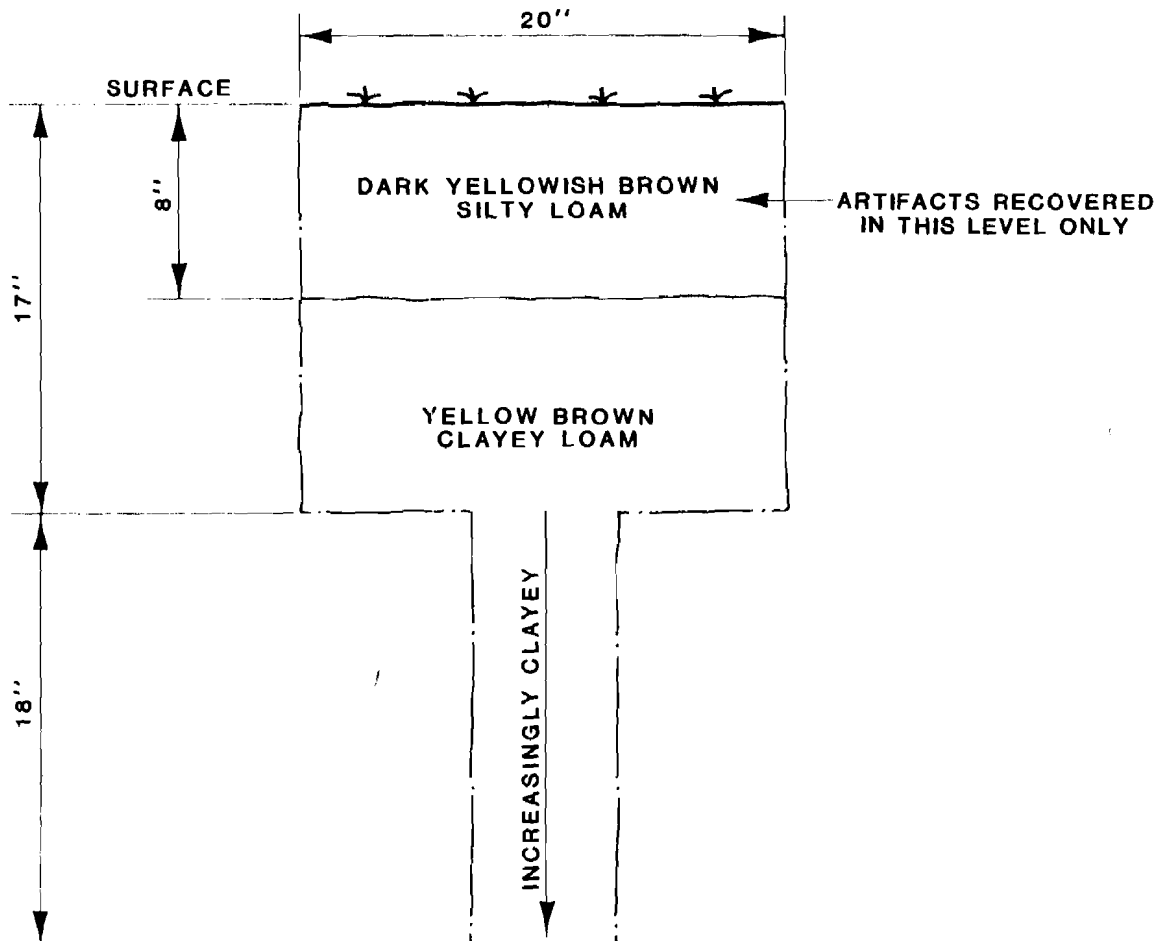 20''
SURFACE
8''
17''
DARK YELLOWISH BROWN
SILTY LOAM
ARTIFACTS RECOVERED
IN THIS LEVEL ONLY
YELLOW BROWN
CLAYEY LOAM
18''
INCREASINGLY CLAYEY